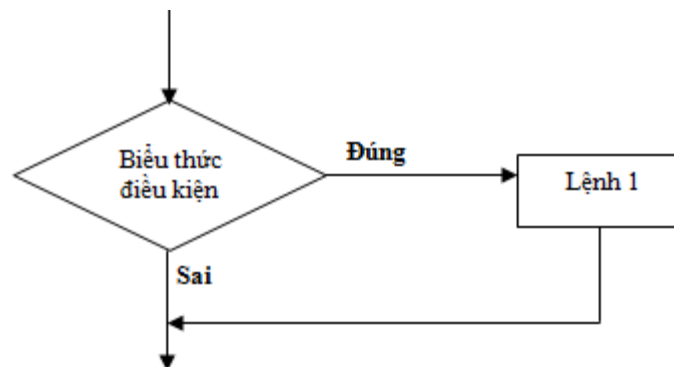 Biểu thức
điều kiện
Đúng
Lệnh 1
Sai